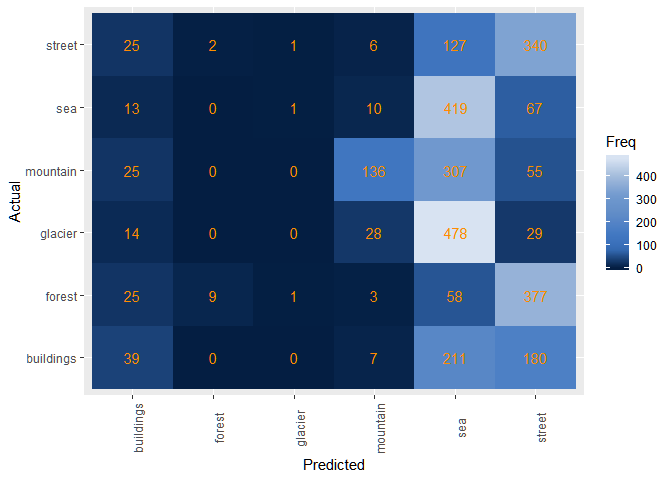 street 25 2 1 6 127 340
sea 13 0 1 10 419 67
mountain 25 0 0 136 307 55
glacier 14 0 0 28 478 29
forest 25 9 1 3 58 377
buildings 39 0 0 7 211 180
buildings forest glacier mountain sea street
Predicted
Actual
Freq
400
300
200
100
0